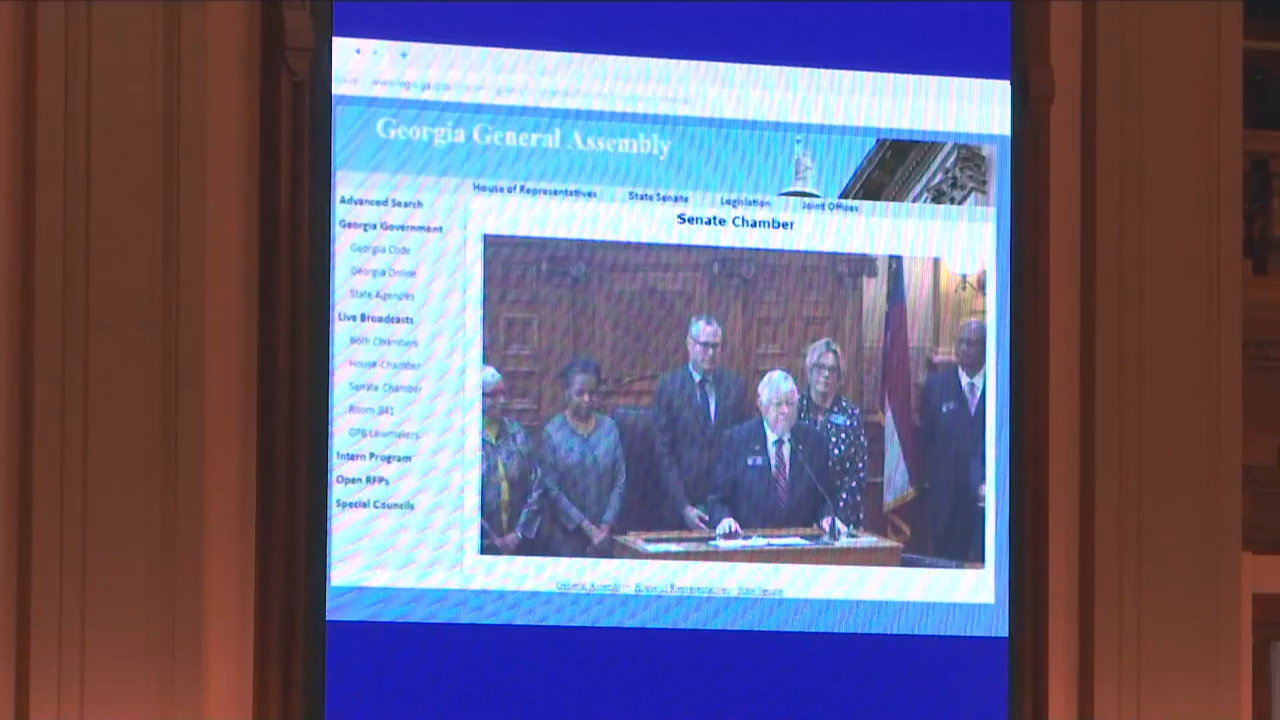 Georgia General Assembly
House of Representatives State Senate Legislation Joint Offices
Senate Chamber
Advanced Search
Georgia Government
Georgia Code
Georgia Online
State Agencies
Live Broadcasts
Both Chambers
House Chamber
Senate Chamber
Room 341
GPB Lawmakers
Intern Program
Open RFPs
Special Councils
General Assembly House of Representatives State Senate